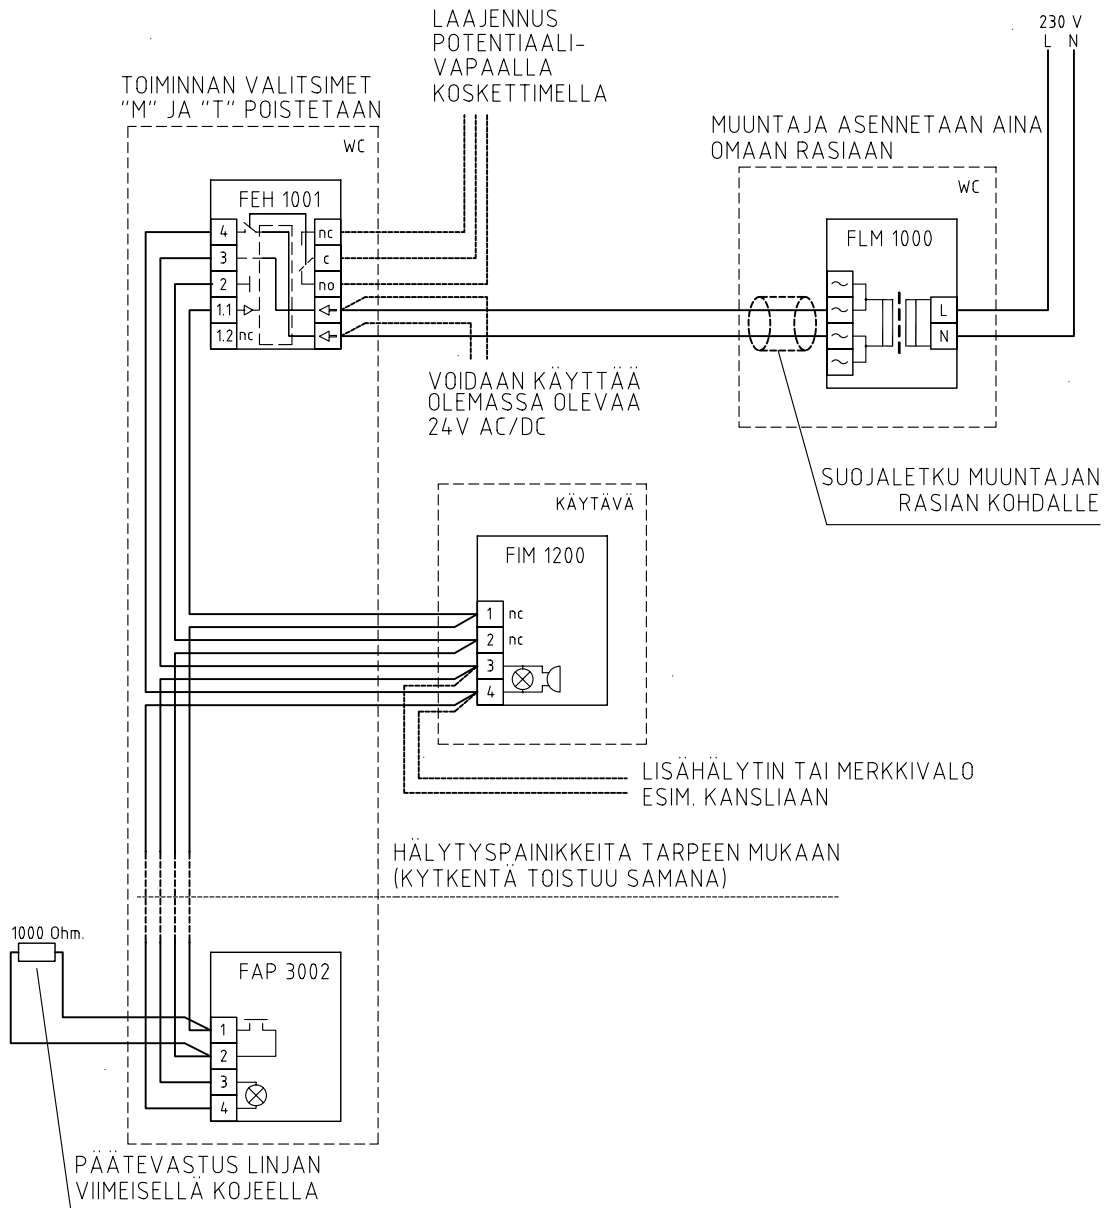 LAAJENNUS
POTENTIAALI-
VAPAALLA
KOSKETTIMELLA
230 V
L N
TOIMINNAN VALITSIMET
"M" JA "T" POISTETAAN
WC
MUUNTAJA ASENNETAAN AINA
OMAAN RASIAAN
WC
FEH 1001
4
3
2
1.1
1.2 nc
nc
c
no
FLM 1000
L
N
VOIDAAN KÄYTTÄÄ
OLEMASSA OLEVAA
24V AC/DC
SUOJALETKU MUUNTAJAN
RASIAN KOHDALLE
KÄYTÄVÄ
FIM 1200
1 nc
2 nc
3
4
LISÄHÄLYTIN TAI MERKKIVALO
ESIM. KANSLIAAN
HÄLYTYSPAINIKKEITA TARPEEN MUKAAN
(KYTKENTÄ TOISTUU SAMANA)
1000 Ohm.
FAP 3002
1
2
3
4
PÄÄTEVASTUS LINJAN
VIIMEISELLÄ KOJEELLA